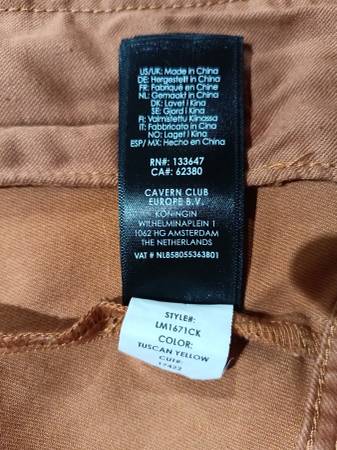 US/UK: Made in China
DE: Hergestellt in China
FR: Fabriqué en Chine
NL: Gemaakt in China
DK: Lavet i Kina
SE: Gjord i Kina
FI: Valmistettu Kiinassa
IT: Fabbricato in Cina
NO: Laget i Kina
ESP/ MX: Hecho en China
RN#: 133647
CA#: 62380
CAVERN CLUB
EUROPE B.V.
KONINGIN
WILHELMINAPLEIN 1
1062 HG AMSTERDAM
THE NETHERLANDS
VAT # NL858055363B01
STYLE#:
LM1671CK
COLOR:
TUSCAN YELLOW
CUT#:
17422